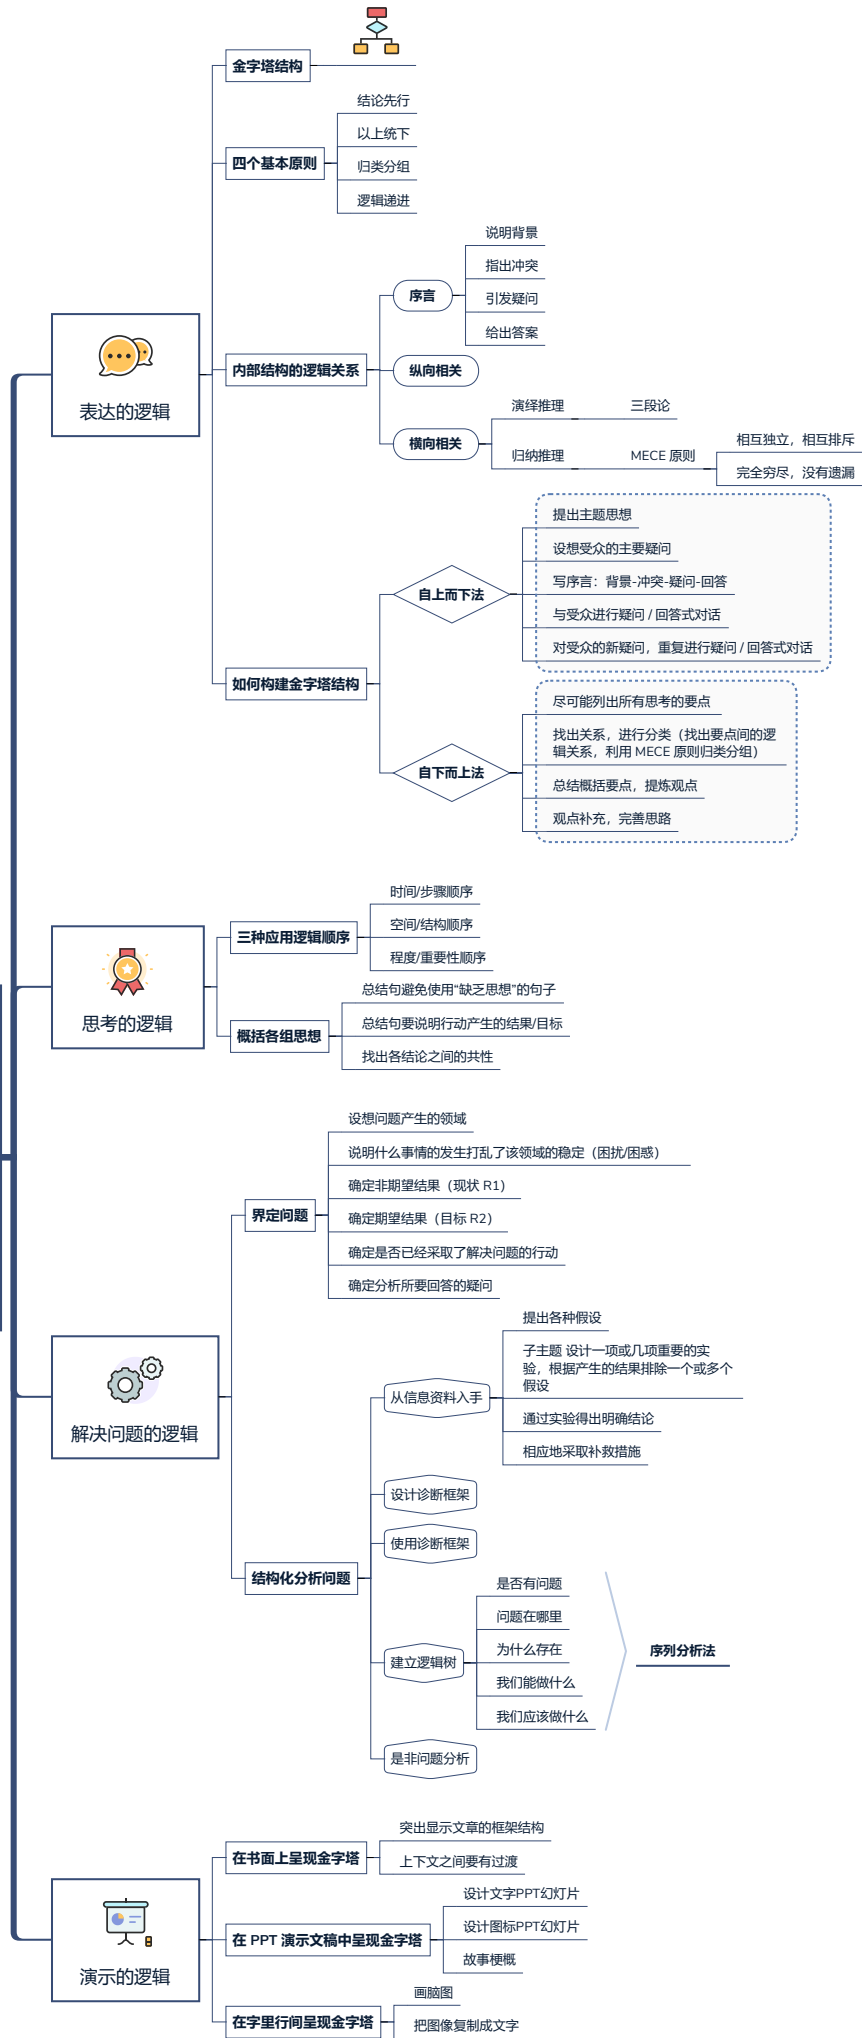 金字塔结构
四个基本原则
结论先行
以上统下
归类分组
逻辑递进
表达的逻辑
内部结构的逻辑关系
序言
说明背景
指出冲突
引发疑问
给出答案
纵向相关
横向相关
演绎推理
三段论
归纳推理
MECE 原则
相互独立，相互排斥
完全穷尽，没有遗漏
如何构建金字塔结构
自上而下法
提出主题思想
设想受众的主要疑问
写序言：背景-冲突-疑问-回答
与受众进行疑问 / 回答式对话
对受众的新疑问，重复进行疑问 / 回答式对话
自下而上法
尽可能列出所有思考的要点
找出关系，进行分类（找出要点间的逻
辑关系，利用 MECE 原则归类分组）
总结概括要点，提炼观点
观点补充，完善思路
思考的逻辑
三种应用逻辑顺序
时间/步骤顺序
空间/结构顺序
程度/重要性顺序
概括各组思想
总结句避免使用“缺乏思想”的句子
总结句要说明行动产生的结果/目标
找出各结论之间的共性
解决问题的逻辑
界定问题
设想问题产生的领域
说明什么事情的发生打乱了该领域的稳定（困扰/困惑）
确定非期望结果（现状 R1）
确定期望结果（目标 R2）
确定是否已经采取了解决问题的行动
确定分析所要回答的疑问
结构化分析问题
从信息资料入手
提出各种假设
子主题 设计一项或几项重要的实
验，根据产生的结果排除一个或多个
假设
通过实验得出明确结论
相应地采取补救措施
设计诊断框架
使用诊断框架
建立逻辑树
是否有问题
问题在哪里
为什么存在
我们能做什么
我们应该做什么
序列分析法
是非问题分析
演示的逻辑
在书面上呈现金字塔
突出显示文章的框架结构
上下文之间要有过渡
在 PPT 演示文稿中呈现金字塔
设计文字PPT幻灯片
设计图标PPT幻灯片
故事梗概
在字里行间呈现金字塔
画脑图
把图像复制成文字